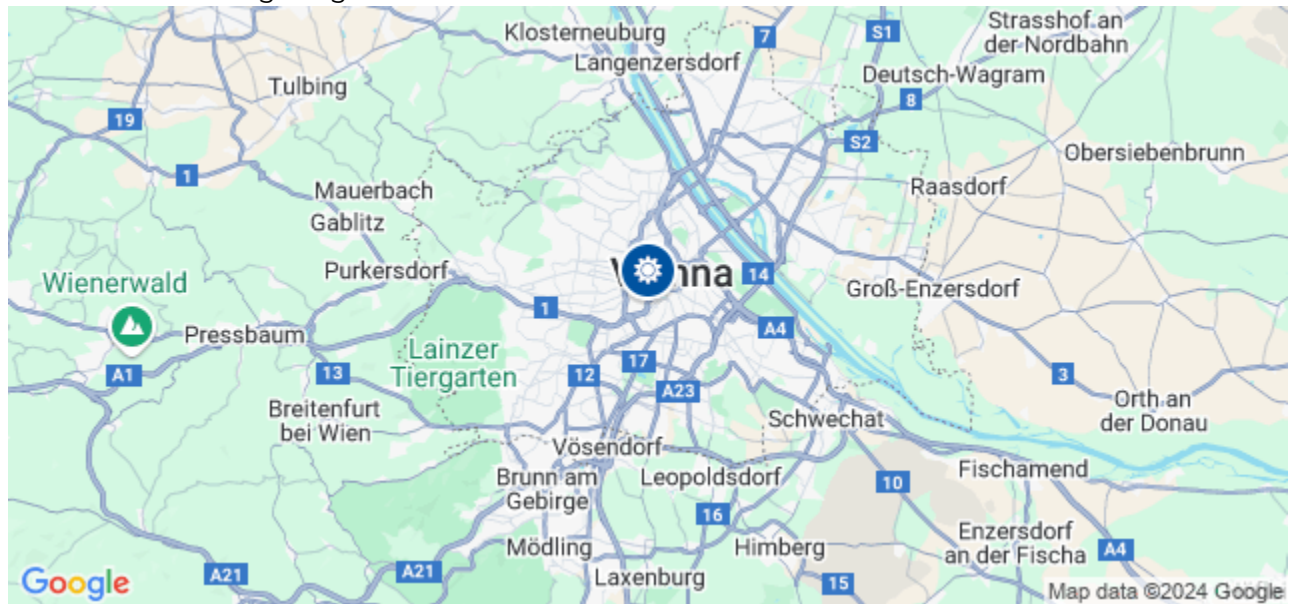 Klosterneuburg
Langenzersdorf
7
S1
Strasshof an
der Nordbahn
Deutsch-Wagram
8
Tulbing
19
S2
Obersiebenbrunn
1
Mauerbach
Raasdorf
Gablitz
Purkersdorf
14
Wienerwald
Groß-Enzersdorf
1
Pressbaum
A4
Lainzer
Tiergarten
17
A1
13
12
A23
3
Orth an
der Donau
Breitenfurt
bei Wien
Schwechat
Vösendorf
Fischamend
Brunn am
Gebirge
Leopoldsdorf
10
16
Enzersdorf
an der Fischa
A4
Mödling
Himberg
A21
A21
Laxenburg
15
Google
Map data ©2024 Google